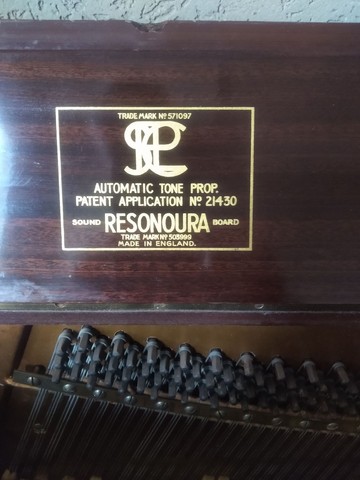 TRADE MARK Nº 571097
AUTOMATIC TONE PROP.
PATENT APPLICATION Nº 21430
SOUND RESONOURA BOARD
TRADE MARK Nº 503999
MADE IN ENGLAND.